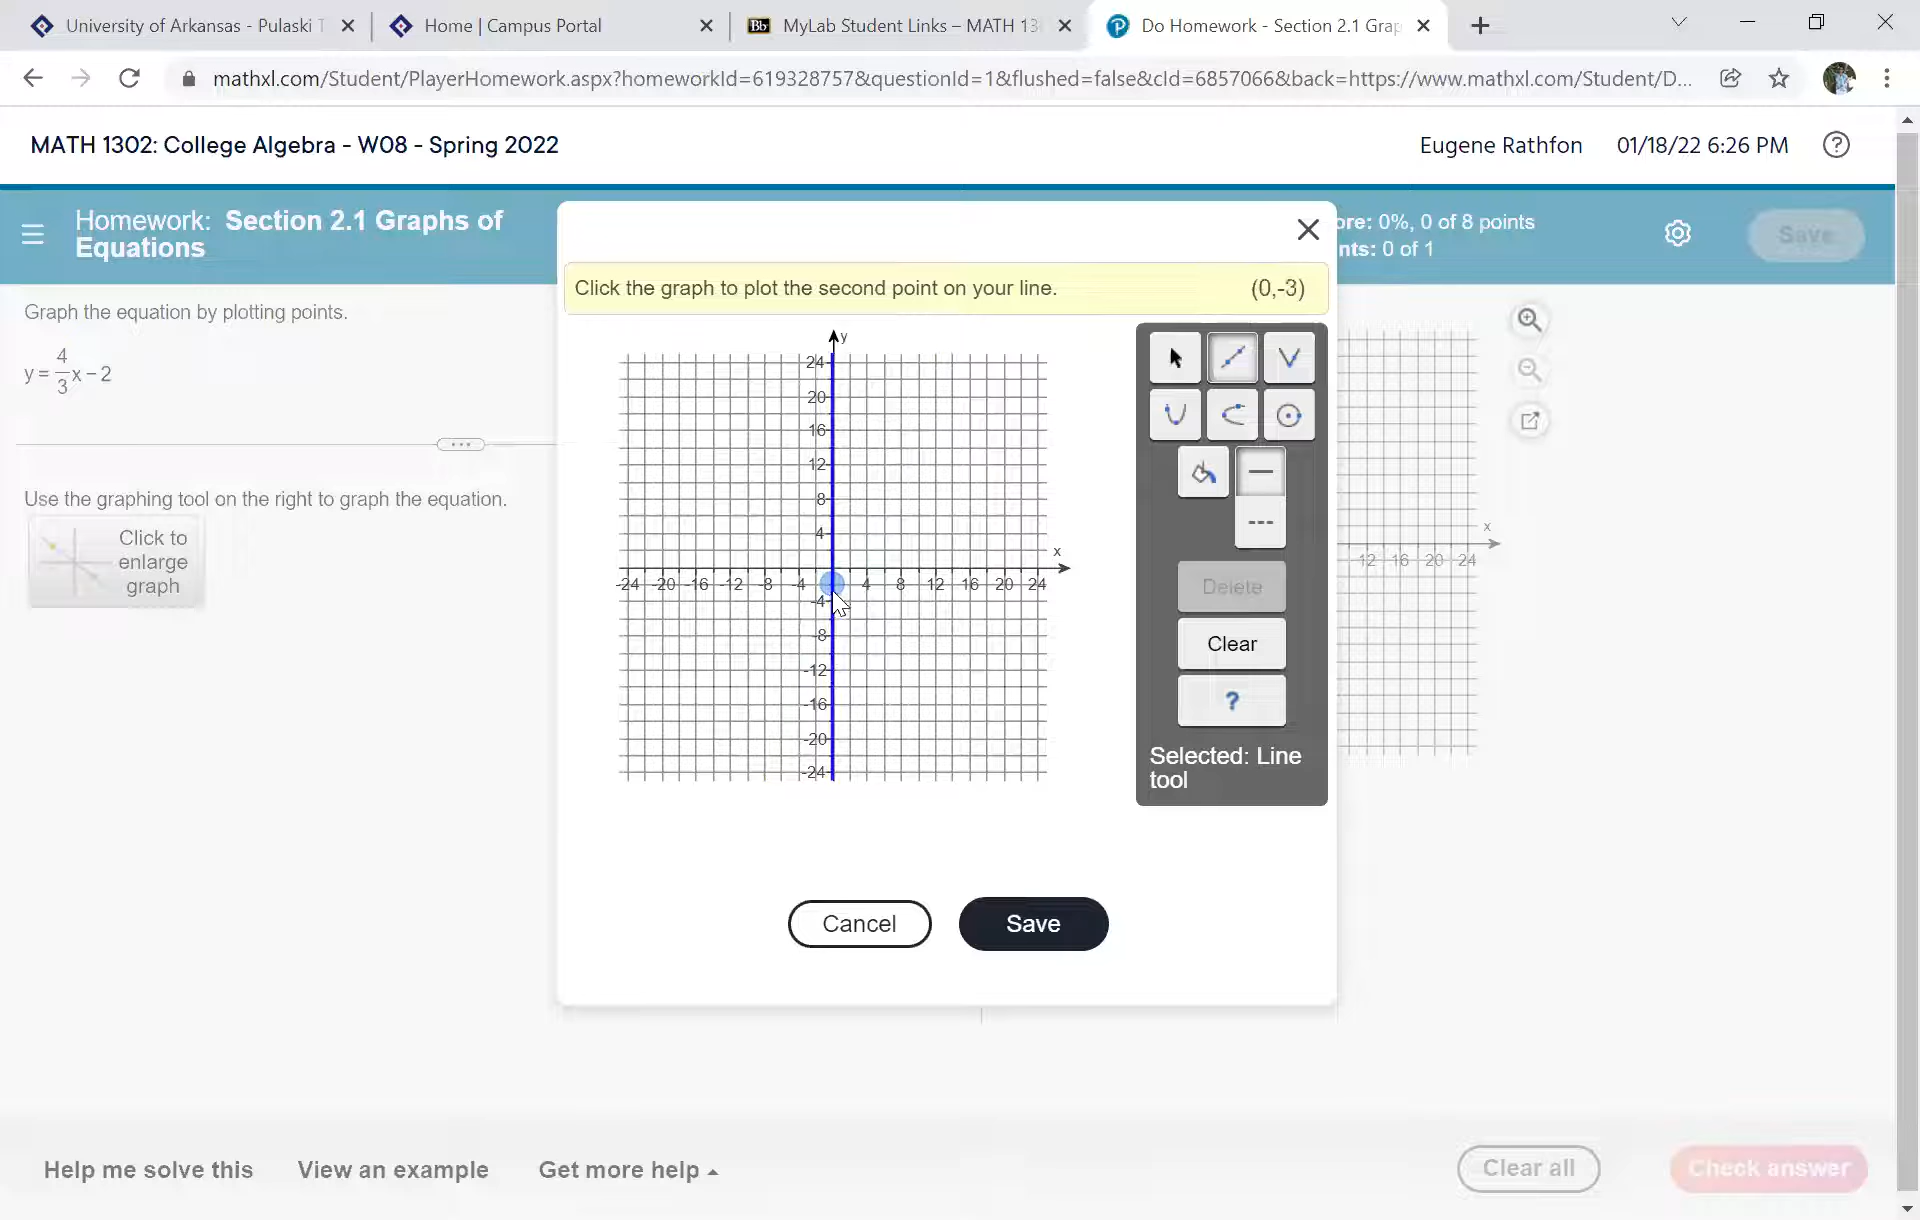 University of Arkansas - Pulaski T
Home | Campus Portal
Bb MyLab Student Links – MATH 13
Do Homework - Section 2.1 Grap
mathxl.com/Student/PlayerHomework.aspx?homeworkId=619328757&questionId=1&flushed=false&cId=6857066&back=https://www.mathxl.com/Student/D...
MATH 1302: College Algebra - W08 - Spring 2022
Eugene Rathfon 01/18/22 6:26 PM ?
Homework: Section 2.1 Graphs of
Equations
ore: 0%, 0 of 8 points
nts: 0 of 1
Save
Graph the equation by plotting points.
y = 4/3 x - 2
Use the graphing tool on the right to graph the equation.
Click to
enlarge
graph
Click the graph to plot the second point on your line. (0,-3)
y
24
20
16
12
8
4
x
-24 -20 -16 -12 -8 -4 4 8 12 16 20 24
-4
-8
-12
-16
-20
-24
Delete
Clear
?
Selected: Line
tool
x
12 16 20 24
Cancel
Save
Help me solve this
View an example
Get more help
Clear all
Check answer